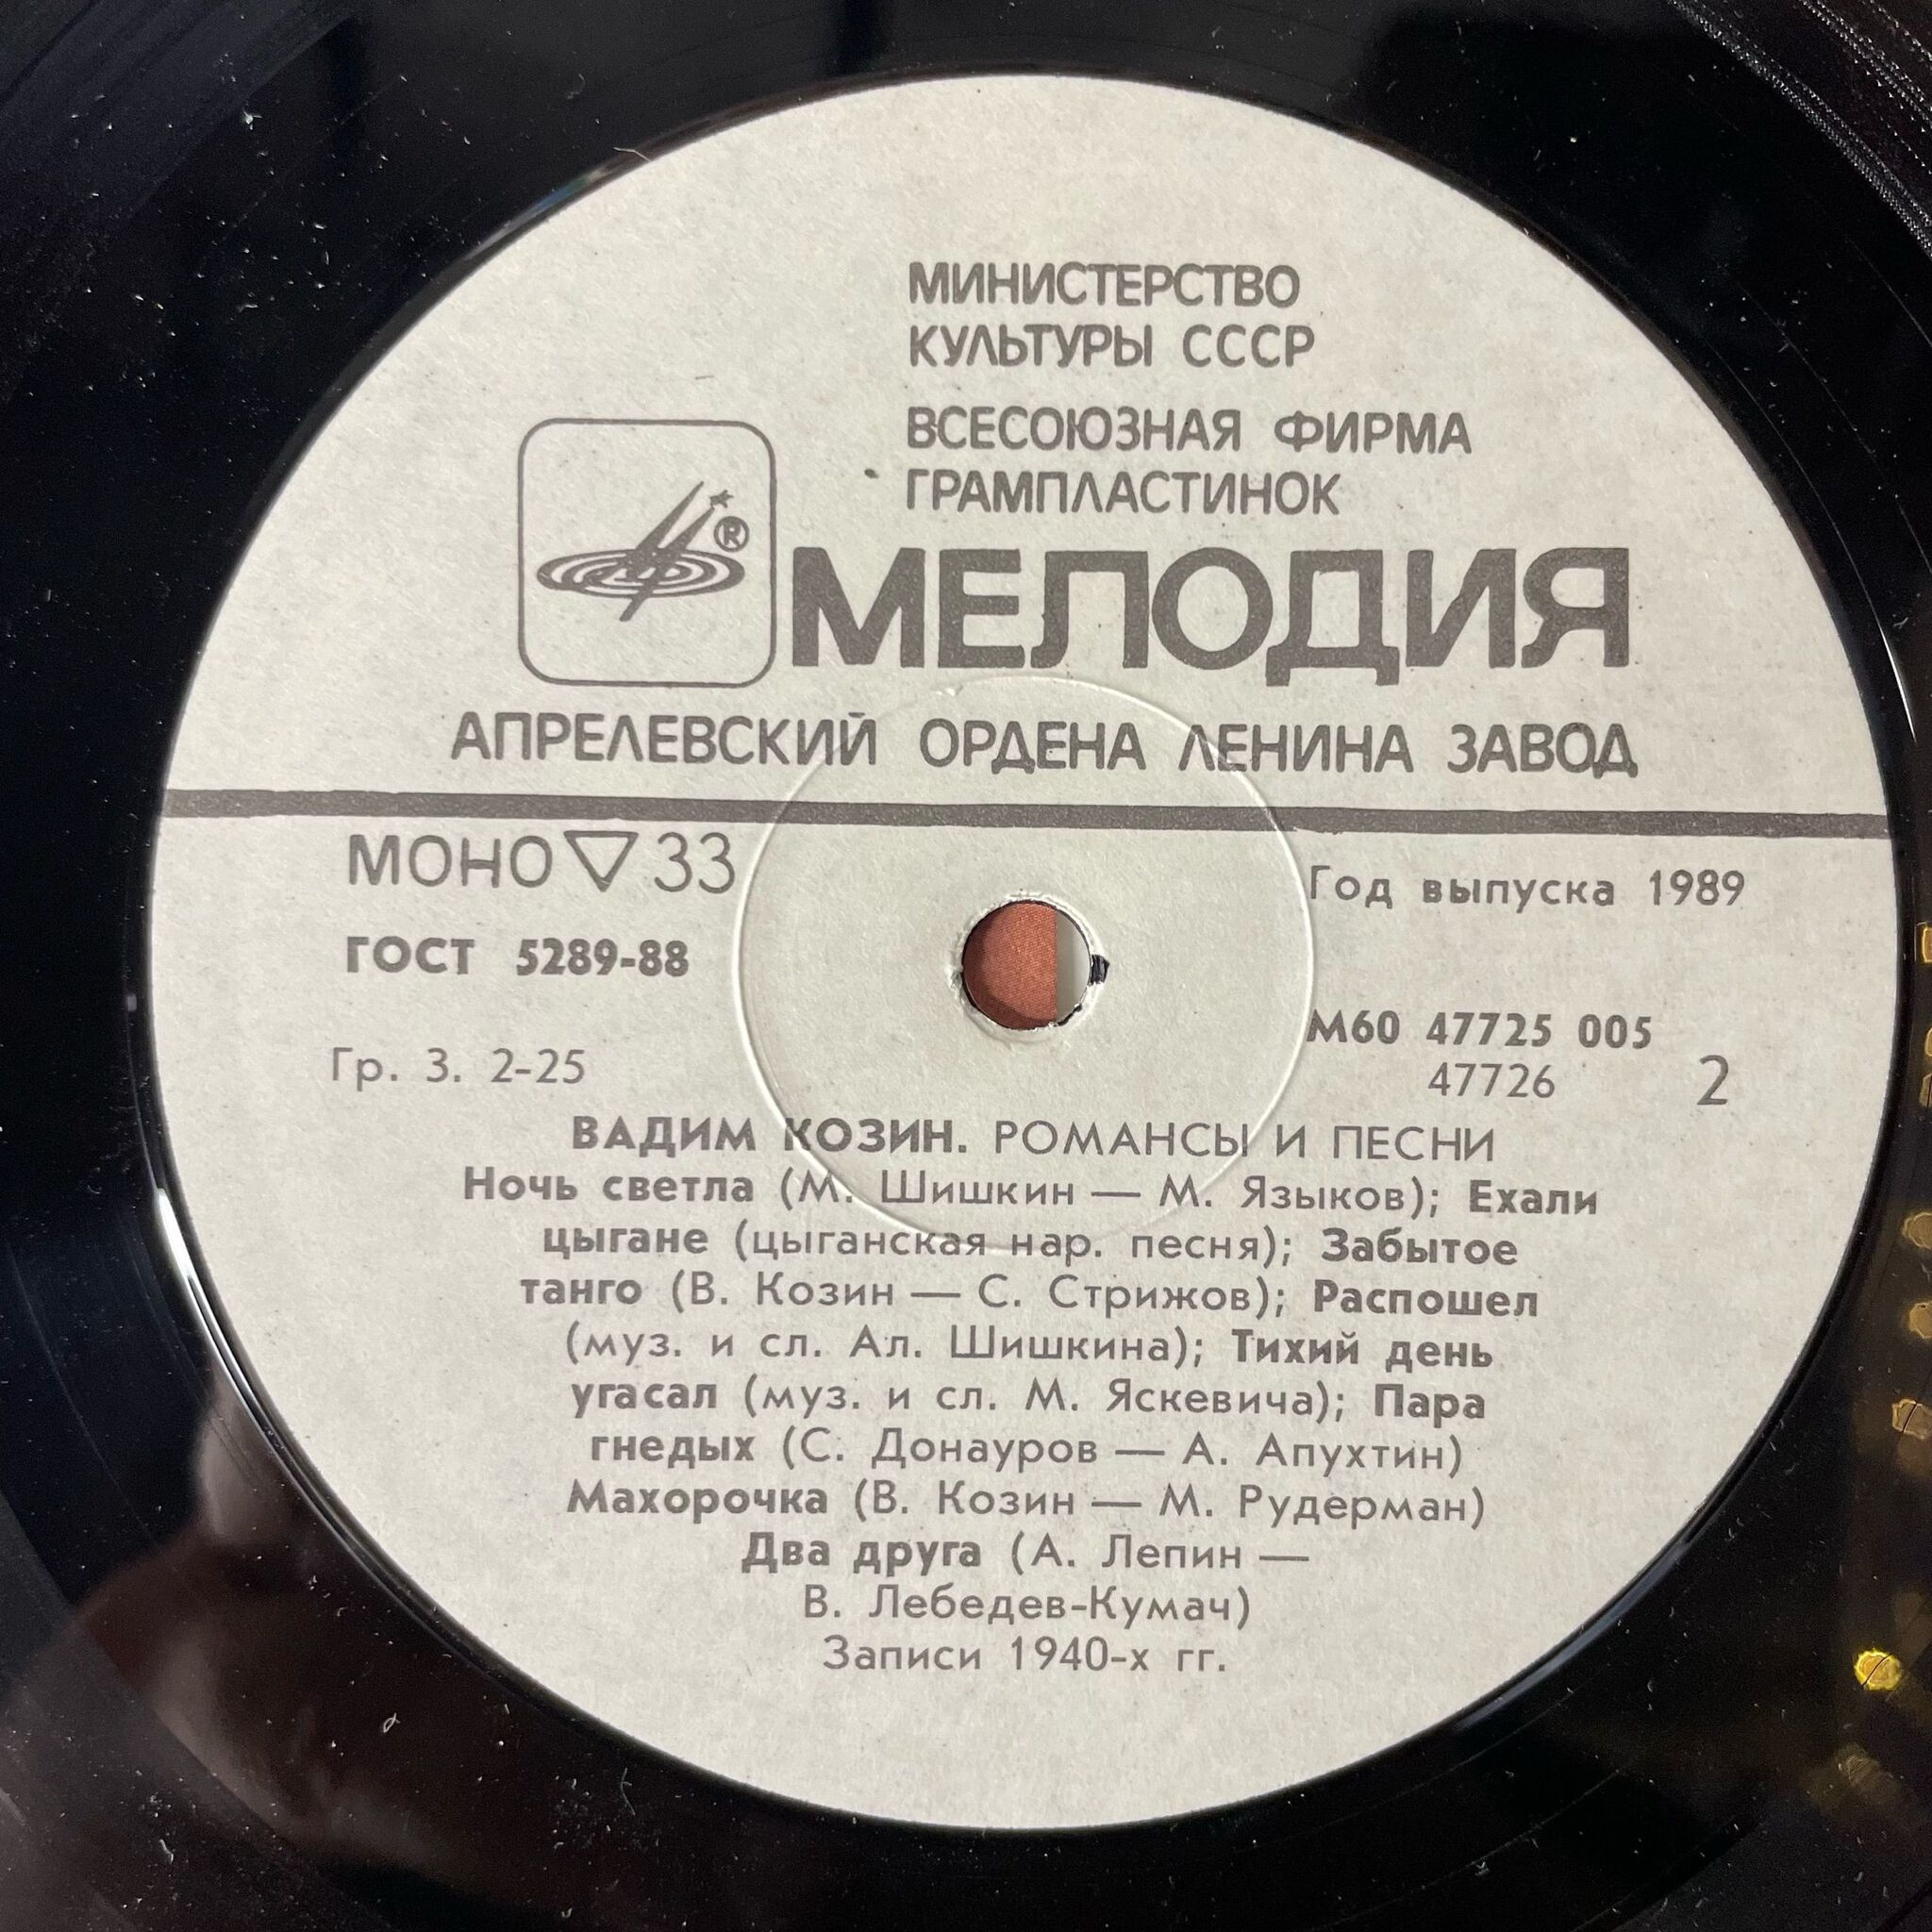 МИНИСТЕРСТВО
КУЛЬТУРЫ СССР
ВСЕСОЮЗНАЯ ФИРМА
ГРАМПЛАСТИНОК
®
МЕЛОДИЯ
АПРЕЛЕВСКИЙ ОРДЕНА ЛЕНИНА ЗАВОД
МОНО ▽ 33
Год выпуска 1989
ГОСТ 5289-88
М60 47725 005
Гр. 3. 2-25
47726 2
ВАДИМ КОЗИН. РОМАНСЫ И ПЕСНИ
Ночь светла (М. Шишкин — М. Языков); Ехали
цыгане (цыганская нар. песня); Забытое
танго (В. Козин — С. Стрижов); Распошел
(муз. и сл. Ал. Шишкина); Тихий день
угасал (муз. и сл. М. Яскевича); Пара
гнедых (С. Донауров — А. Апухтин)
Махорочка (В. Козин — М. Рудерман)
Два друга (А. Лепин —
В. Лебедев-Кумач)
Записи 1940-х гг.